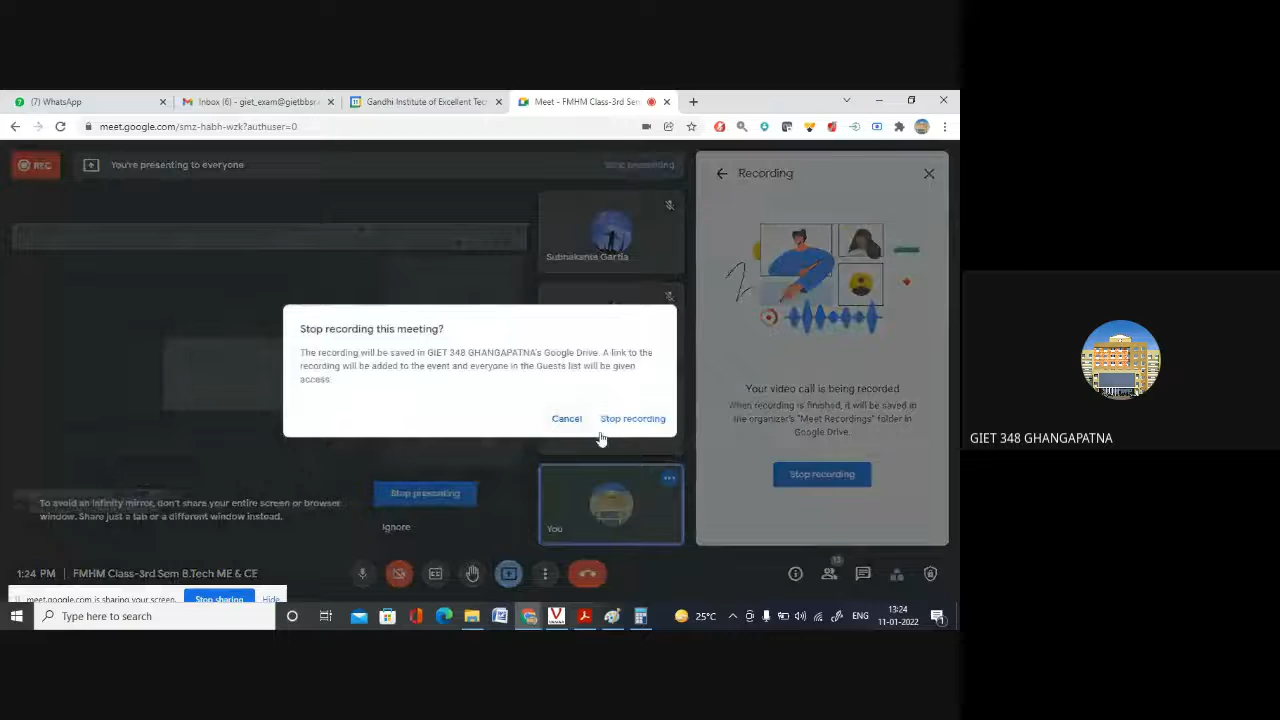 (7) WhatsApp
Inbox (6) - giet_exam@gietbbsr.
Gandhi Institute of Excellent Tec
Meet - FMHM Class-3rd Sem
meet.google.com/smz-habh-wzk?authuser=0
REC
You're presenting to everyone
Stop presenting
Recording
Subhakanta Gartia
2
Stop recording this meeting?
The recording will be saved in GIET 348 GHANGAPATNA's Google Drive. A link to the
recording will be added to the event and everyone in the Guests list will be given
access.
Cancel
Stop recording
Your video call is being recorded
When recording is finished, it will be saved in
the organizer's "Meet Recordings" folder in
Google Drive.
Stop recording
GIET 348 GHANGAPATNA
To avoid an infinity mirror, don't share your entire screen or browser
window. Share just a tab or a different window instead.
Stop presenting
Ignore
You
1:24 PM | FMHM Class-3rd Sem B.Tech ME & CE
13
meet.google.com is sharing your screen.
Stop sharing
Hide
Type here to search
25°C
ENG
13:24
11-01-2022
1